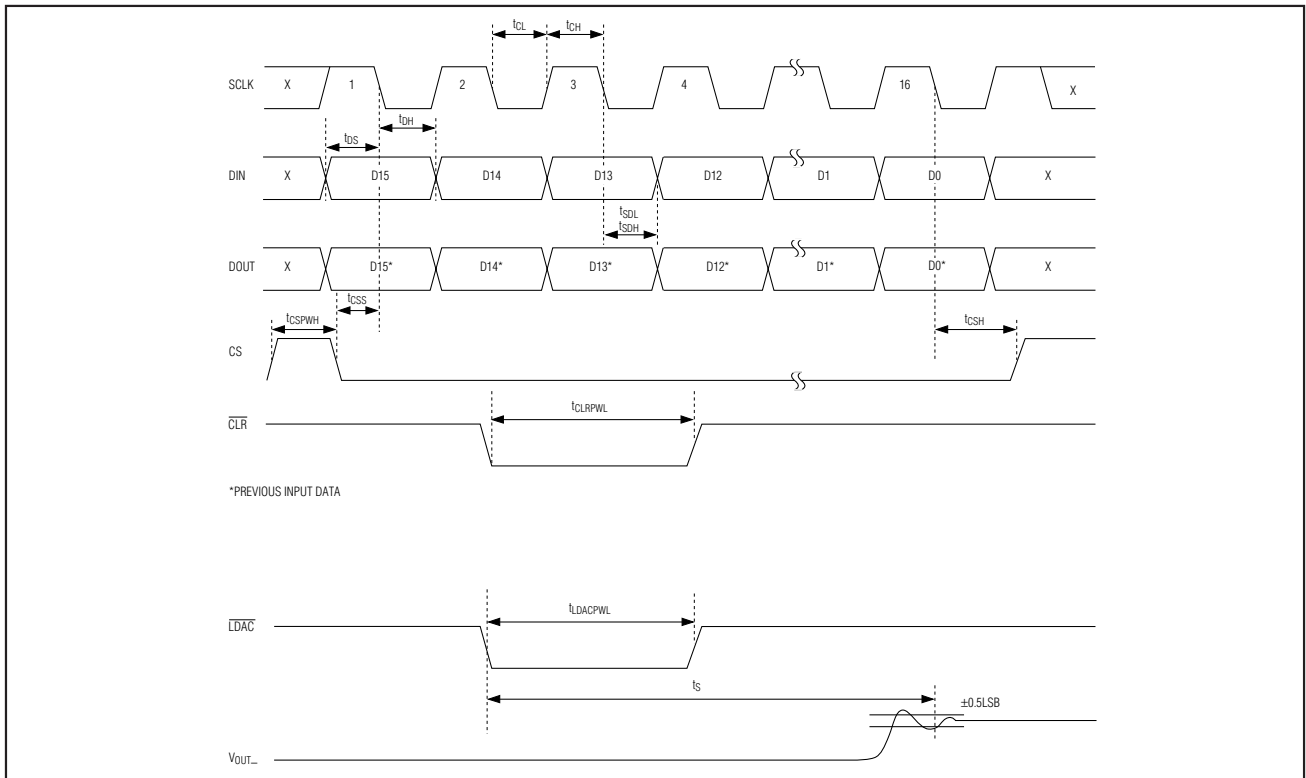 tCL tCH
SCLK X 1 2 3 4 16 X
tDH
tDS
DIN X D15 D14 D13 D12 D1 D0 X
tSDL
tSDH
DOUT X D15* D14* D13* D12* D1* D0* X
tCSS
tCSPWH tCSH
CS
tCLRPWL
CLR
*PREVIOUS INPUT DATA
tLDACPWL
LDAC
tS
±0.5LSB
VOUT_